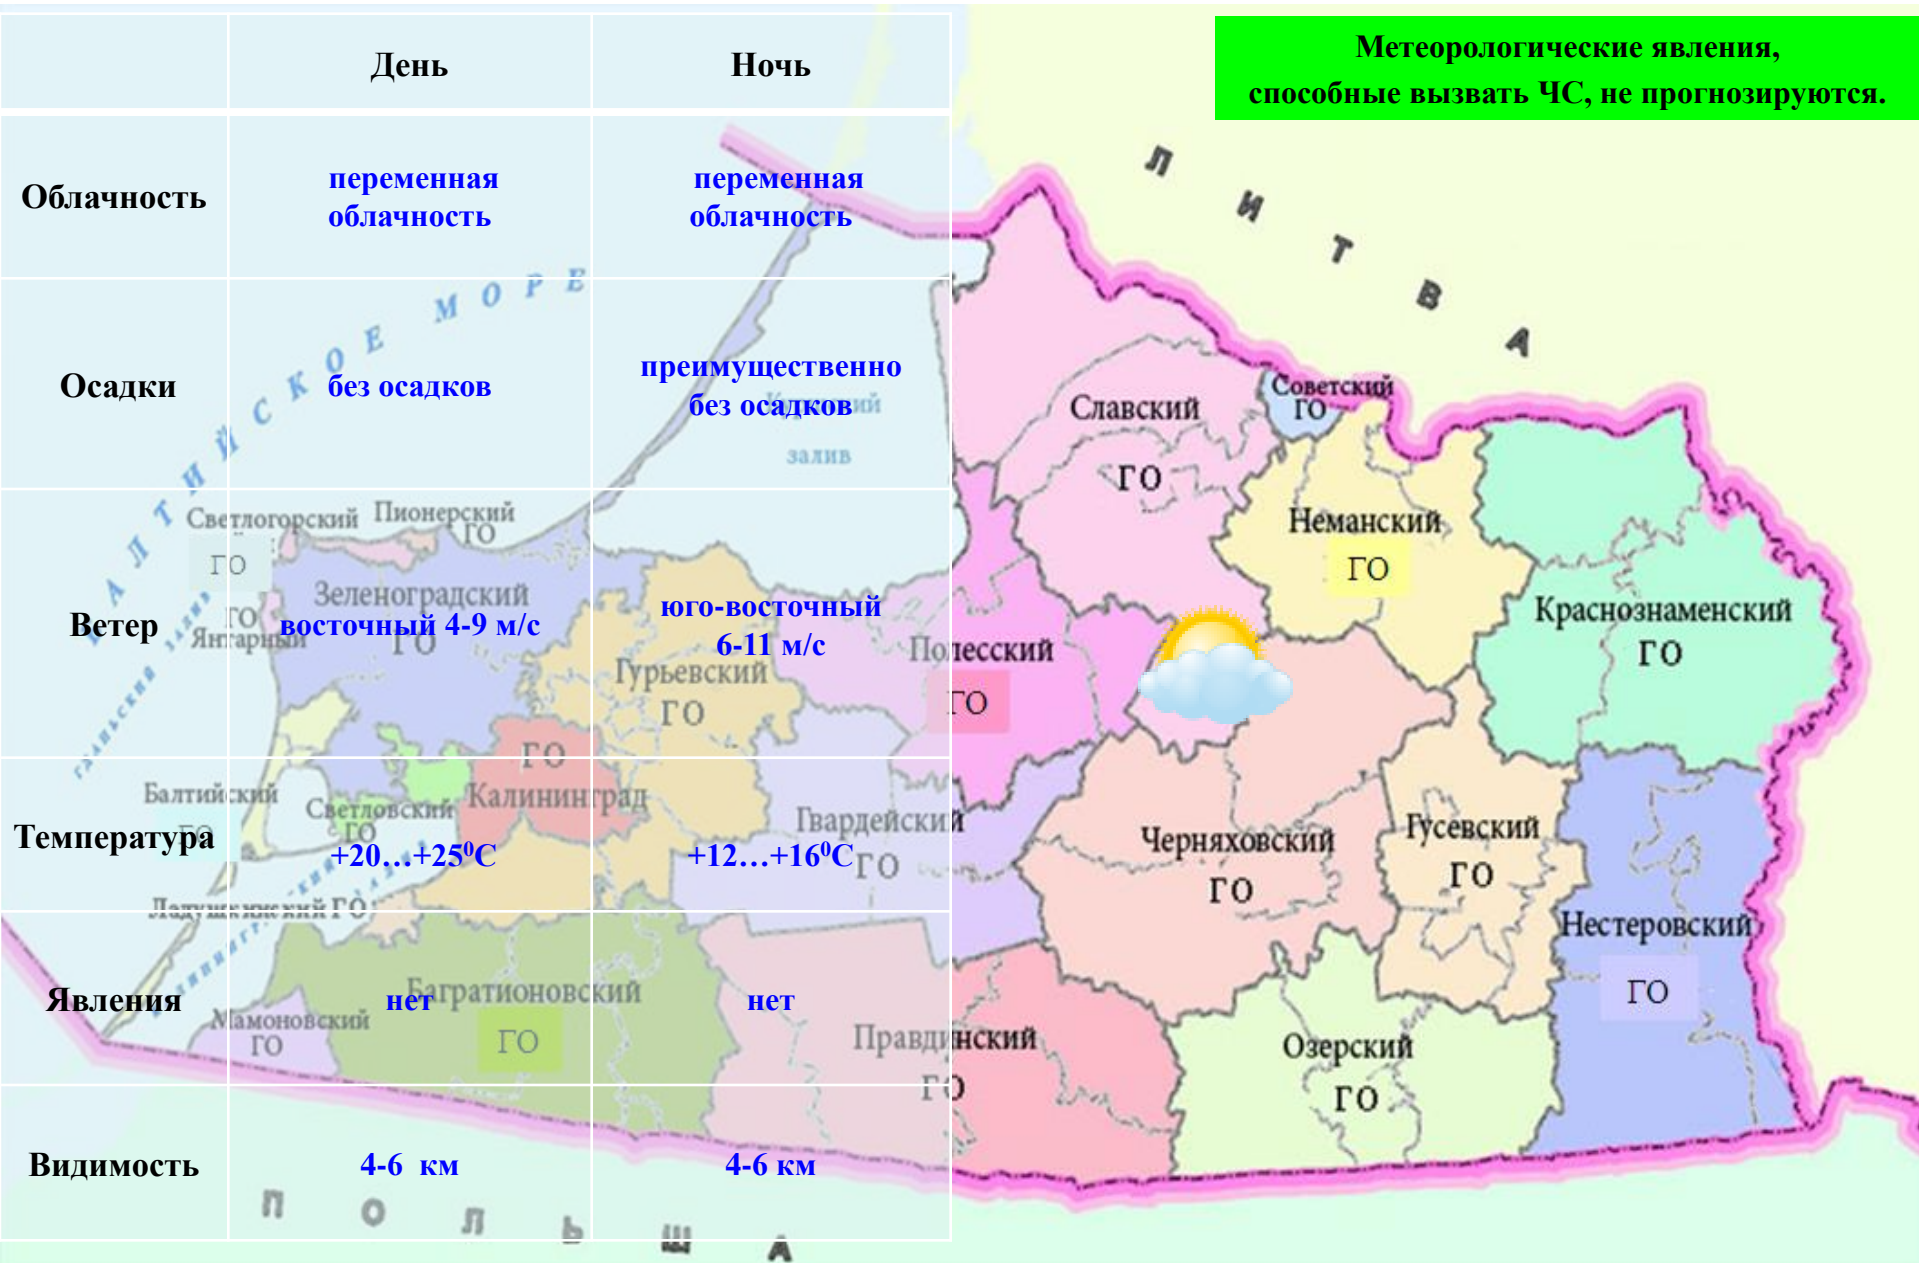 День
Ночь
Метеорологические явления,
способные вызвать ЧС, не прогнозируются.
Облачность
переменная
облачность
переменная
облачность
Осадки
без осадков
преимущественно
без осадков
Ветер
восточный 4-9 м/с
юго-восточный
6-11 м/с
Температура
+20…+25⁰С
+12…+16⁰С
Явления
нет
нет
Видимость
4-6 км
4-6 км
БАЛТИЙСКОЕ МОРЕ
залив
ЛИТВА
ПОЛЬША
Светлогорский
ГО
Пионерский
ГО
Зеленоградский
ГО
ГО
Янтарный
Гурьевский
ГО
Полесский
ГО
Славский
ГО
Советский
ГО
Неманский
ГО
Краснознаменский
ГО
ГО
Калининград
Балтийский
ГО
Светловский
ГО
Гвардейский
ГО
Черняховский
ГО
Гусевский
ГО
Нестеровский
ГО
Ладушкинский ГО
Багратионовский
ГО
Мамоновский
ГО
Правдинский
ГО
Озерский
ГО